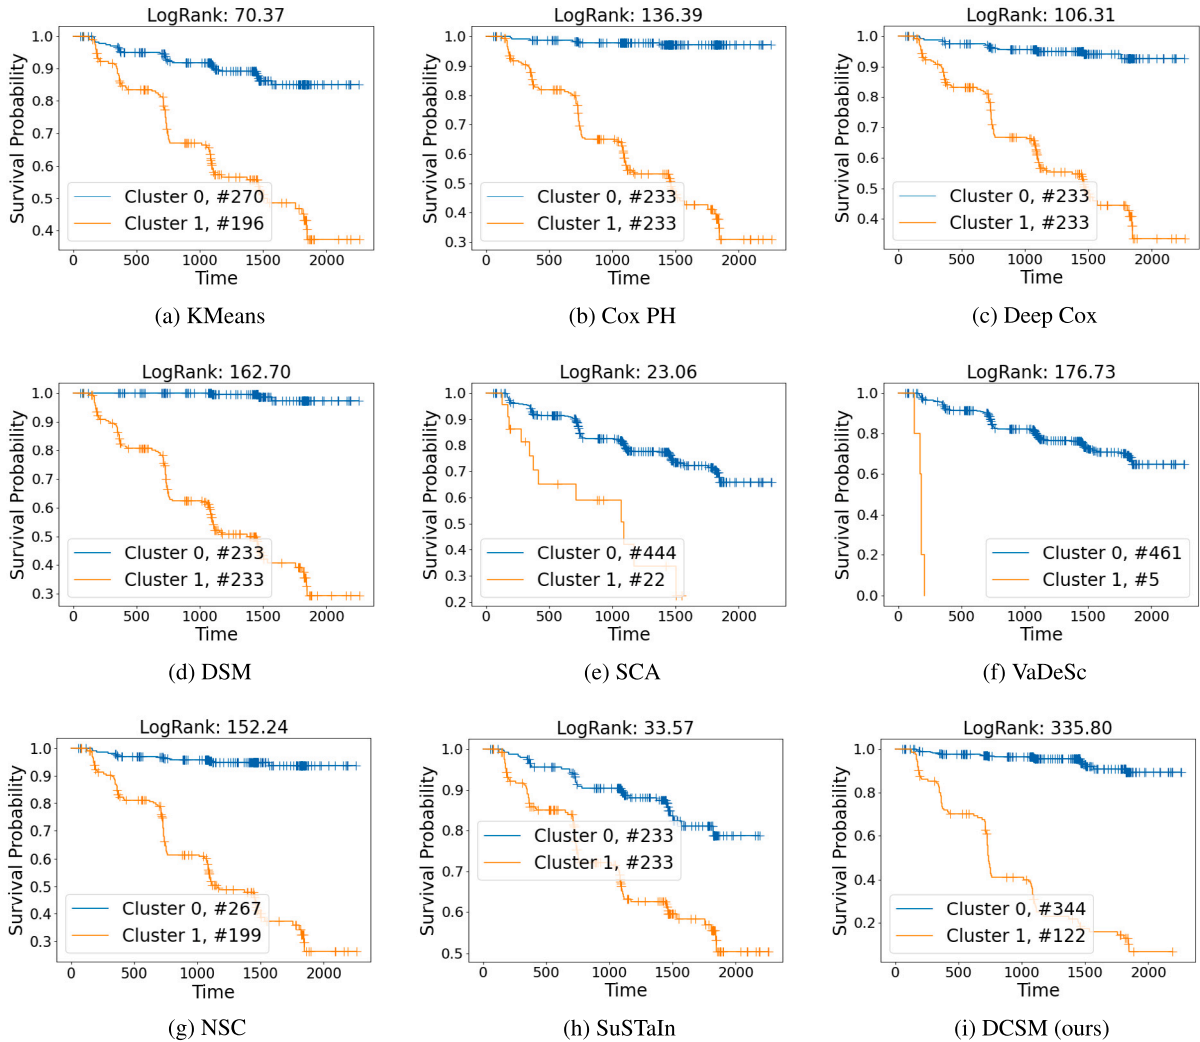 LogRank: 70.37
Survival Probability
1.0
0.9
0.8
0.7
0.6
0.5
0.4
Cluster 0, #270
Cluster 1, #196
0 500 1000 1500 2000
Time
(a) KMeans
LogRank: 136.39
Survival Probability
1.0
0.9
0.8
0.7
0.6
0.5
0.4
0.3
Cluster 0, #233
Cluster 1, #233
0 500 1000 1500 2000
Time
(b) Cox PH
LogRank: 106.31
Survival Probability
1.0
0.9
0.8
0.7
0.6
0.5
0.4
Cluster 0, #233
Cluster 1, #233
0 500 1000 1500 2000
Time
(c) Deep Cox
LogRank: 162.70
Survival Probability
1.0
0.9
0.8
0.7
0.6
0.5
0.4
0.3
Cluster 0, #233
Cluster 1, #233
0 500 1000 1500 2000
Time
(d) DSM
LogRank: 23.06
Survival Probability
1.0
0.9
0.8
0.7
0.6
0.5
0.4
0.3
0.2
Cluster 0, #444
Cluster 1, #22
0 500 1000 1500 2000
Time
(e) SCA
LogRank: 176.73
Survival Probability
1.0
0.8
0.6
0.4
0.2
0.0
Cluster 0, #461
Cluster 1, #5
0 500 1000 1500 2000
Time
(f) VaDeSc
LogRank: 152.24
Survival Probability
1.0
0.9
0.8
0.7
0.6
0.5
0.4
0.3
Cluster 0, #267
Cluster 1, #199
0 500 1000 1500 2000
Time
(g) NSC
LogRank: 33.57
Survival Probability
1.0
0.9
0.8
0.7
0.6
0.5
Cluster 0, #233
Cluster 1, #233
0 500 1000 1500 2000
Time
(h) SuSTaIn
LogRank: 335.80
Survival Probability
1.0
0.8
0.6
0.4
0.2
Cluster 0, #344
Cluster 1, #122
0 500 1000 1500 2000
Time
(i) DCSM (ours)